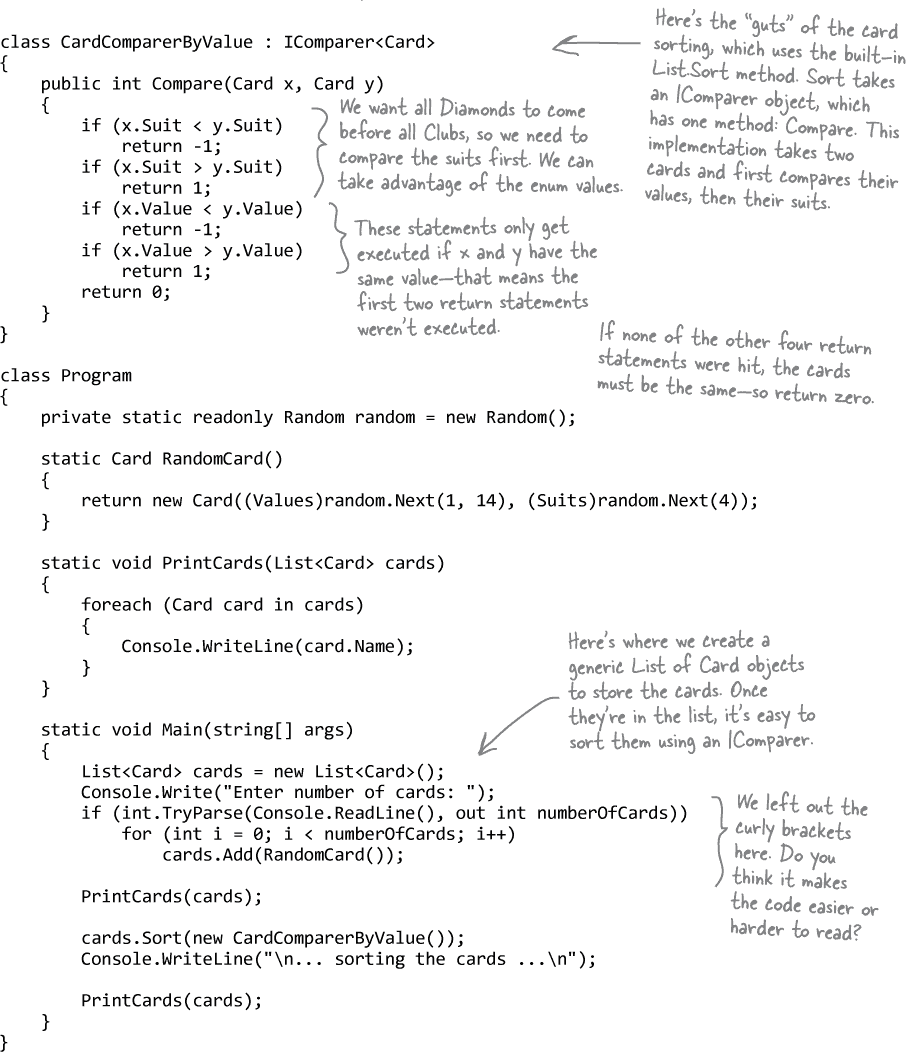 class CardComparerByValue : IComparer<Card>
{
    public int Compare(Card x, Card y)
    {
        if (x.Suit < y.Suit)
            return -1;
        if (x.Suit > y.Suit)
            return 1;
        if (x.Value < y.Value)
            return -1;
        if (x.Value > y.Value)
            return 1;
        return 0;
    }
}
Here's the “guts” of the card
sorting, which uses the built-in
List.Sort method. Sort takes
an IComparer object, which
has one method: Compare. This
implementation takes two
cards and first compares their
values, then their suits.
We want all Diamonds to come
before all Clubs, so we need to
compare the suits first. We can
take advantage of the enum values.
These statements only get
executed if x and y have the
same value—that means the
first two return statements
weren't executed.
If none of the other four return
statements were hit, the cards
must be the same—so return zero.
class Program
{
    private static readonly Random random = new Random();
    static Card RandomCard()
    {
        return new Card((Values)random.Next(1, 14), (Suits)random.Next(4));
    }
    static void PrintCards(List<Card> cards)
    {
        foreach (Card card in cards)
        {
            Console.WriteLine(card.Name);
        }
    }
    static void Main(string[] args)
    {
        List<Card> cards = new List<Card>();
        Console.Write("Enter number of cards: ");
        if (int.TryParse(Console.ReadLine(), out int numberOfCards))
            for (int i = 0; i < numberOfCards; i++)
                cards.Add(RandomCard());
        PrintCards(cards);
        cards.Sort(new CardComparerByValue());
        Console.WriteLine("\n... sorting the cards ...\n");
        PrintCards(cards);
    }
}
Here's where we create a
generic List of Card objects
to store the cards. Once
they're in the list, it's easy to
sort them using an IComparer.
We left out the
curly brackets
here. Do you
think it makes
the code easier or
harder to read?